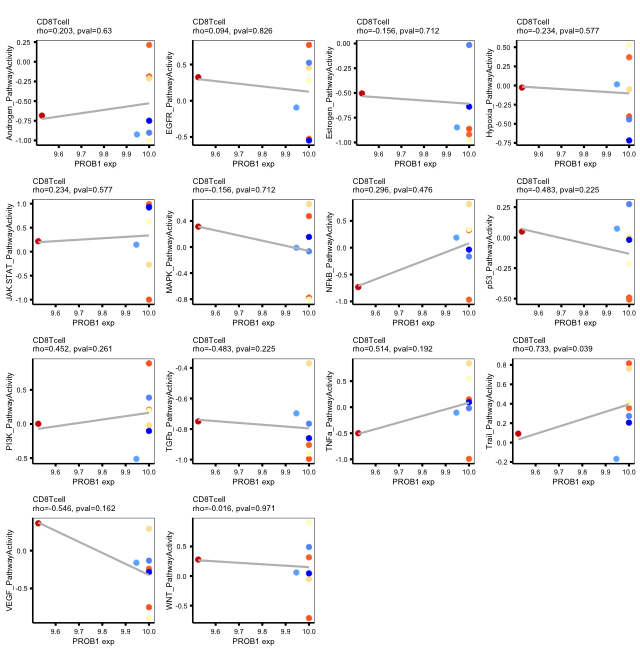 CD8Tcell
rho=0.203, pval=0.63
Androgen_PathwayActivity
0.25
0.00
-0.25
-0.50
-0.75
-1.00
9.6 9.7 9.8 9.9 10.0
PROB1 exp
CD8Tcell
rho=0.094, pval=0.826
EGFR_PathwayActivity
0.5
0.0
-0.5
9.6 9.7 9.8 9.9 10.0
PROB1 exp
CD8Tcell
rho=-0.156, pval=0.712
Estrogen_PathwayActivity
0.00
-0.25
-0.50
-0.75
-1.00
9.6 9.7 9.8 9.9 10.0
PROB1 exp
CD8Tcell
rho=-0.234, pval=0.577
Hypoxia_PathwayActivity
0.50
0.25
0.00
-0.25
-0.50
-0.75
9.6 9.7 9.8 9.9 10.0
PROB1 exp
CD8Tcell
rho=0.234, pval=0.577
JAK.STAT_PathwayActivity
1.0
0.5
0.0
-0.5
-1.0
9.6 9.7 9.8 9.9 10.0
PROB1 exp
CD8Tcell
rho=-0.156, pval=0.712
MAPK_PathwayActivity
0.8
0.4
0.0
-0.4
-0.8
9.6 9.7 9.8 9.9 10.0
PROB1 exp
CD8Tcell
rho=0.296, pval=0.476
NFkB_PathwayActivity
0.5
0.0
-0.5
-1.0
9.6 9.7 9.8 9.9 10.0
PROB1 exp
CD8Tcell
rho=-0.483, pval=0.225
p53_PathwayActivity
0.25
0.00
-0.25
-0.50
9.6 9.7 9.8 9.9 10.0
PROB1 exp
CD8Tcell
rho=0.452, pval=0.261
PI3K_PathwayActivity
0.5
0.0
-0.5
9.6 9.7 9.8 9.9 10.0
PROB1 exp
CD8Tcell
rho=-0.483, pval=0.225
TGFb_PathwayActivity
-0.4
-0.6
-0.8
-1.0
9.6 9.7 9.8 9.9 10.0
PROB1 exp
CD8Tcell
rho=0.514, pval=0.192
TNFa_PathwayActivity
0.5
0.0
-0.5
-1.0
9.6 9.7 9.8 9.9 10.0
PROB1 exp
CD8Tcell
rho=0.733, pval=0.039
Trail_PathwayActivity
0.8
0.6
0.4
0.2
0.0
-0.2
9.6 9.7 9.8 9.9 10.0
PROB1 exp
CD8Tcell
rho=-0.546, pval=0.162
VEGF_PathwayActivity
0.0
-0.5
9.6 9.7 9.8 9.9 10.0
PROB1 exp
CD8Tcell
rho=-0.016, pval=0.971
WNT_PathwayActivity
0.5
0.0
-0.5
9.6 9.7 9.8 9.9 10.0
PROB1 exp